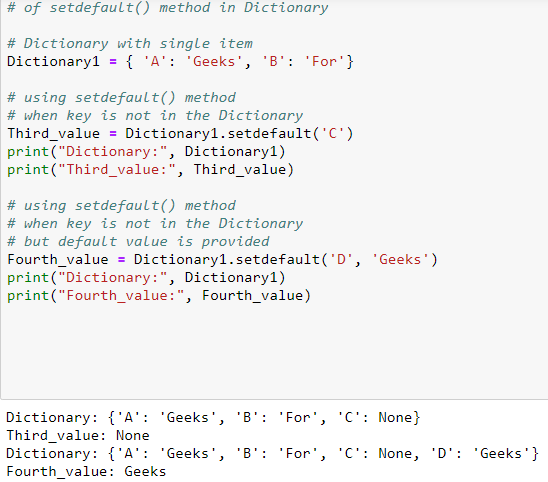 # of setdefault() method in Dictionary
# Dictionary with single item
Dictionary1 = { 'A': 'Geeks', 'B': 'For'}
# using setdefault() method
# when key is not in the Dictionary
Third_value = Dictionary1.setdefault('C')
print("Dictionary:", Dictionary1)
print("Third_value:", Third_value)
# using setdefault() method
# when key is not in the Dictionary
# but default value is provided
Fourth_value = Dictionary1.setdefault('D', 'Geeks')
print("Dictionary:", Dictionary1)
print("Fourth_value:", Fourth_value)
Dictionary: {'A': 'Geeks', 'B': 'For', 'C': None}
Third_value: None
Dictionary: {'A': 'Geeks', 'B': 'For', 'C': None, 'D': 'Geeks'}
Fourth_value: Geeks